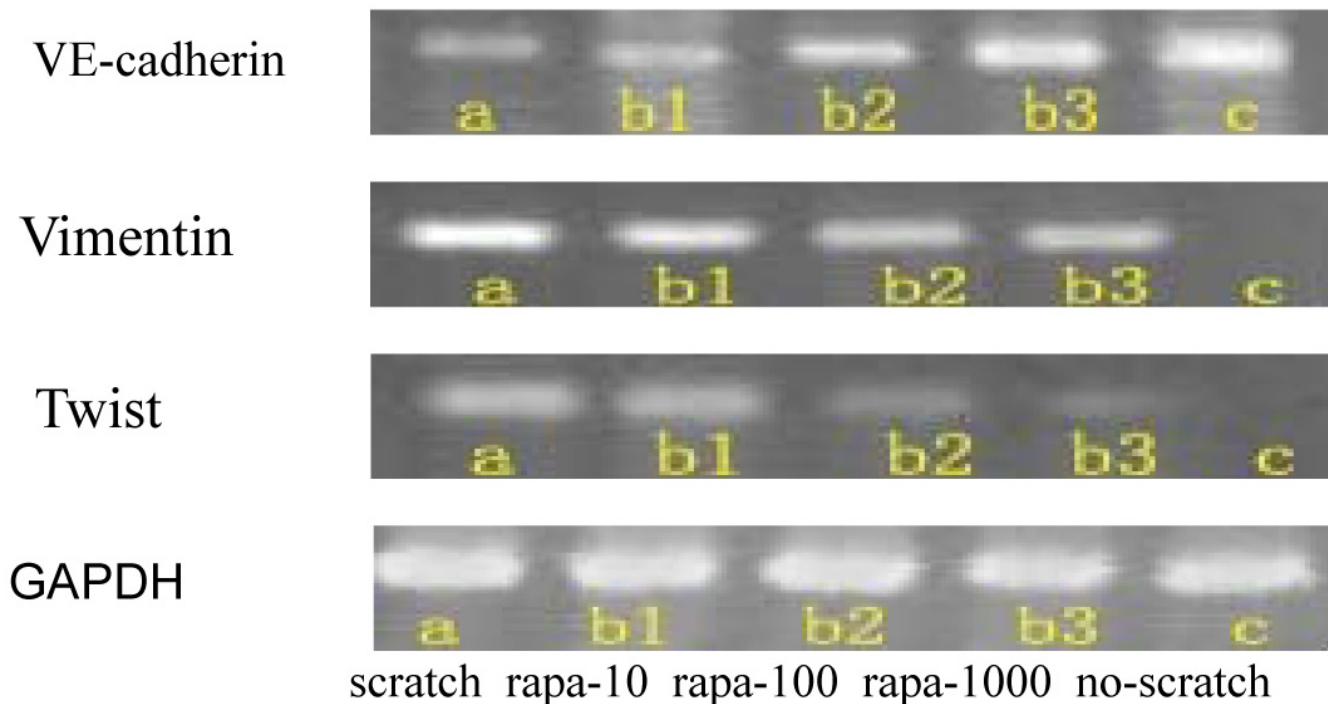 VE-cadherin
a b1 b2 b3 c
Vimentin
a b1 b2 b3 c
Twist
a b1 b2 b3 c
GAPDH
a b1 b2 b3 c
scratch rapa-10 rapa-100 rapa-1000 no-scratch